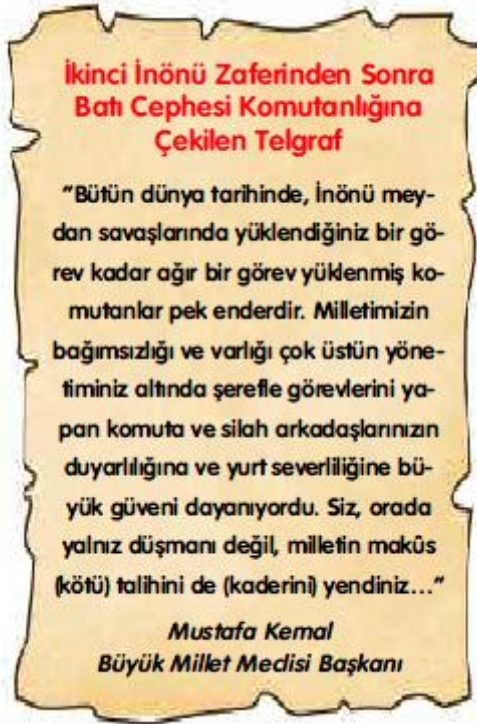 İkinci İnönü Zaferinden Sonra
Batı Cephesi Komutanlığına
Çekilen Telgraf
"Bütün dünya tarihinde, İnönü mey-
dan savaşlarında yüklendiğiniz bir gö-
rev kadar ağır bir görev yüklenmiş ko-
mutanlar pek enderdir. Milletimizin
bağımsızlığı ve varlığı çok üstün yöne-
timiniz altında şerefle görevlerini ya-
pan komuta ve silah arkadaşlarınızın
duyarlılığına ve yurt severliliğine bü-
yük güveni dayanıyordu. Siz, orada
yalnız düşmanı değil, milletin makûs
(kötü) talihini de (kaderini) yendiniz..."
Mustafa Kemal
Büyük Millet Meclisi Başkanı